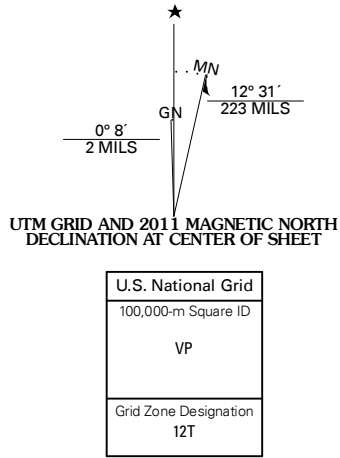 ★
MN
12° 31´
223 MILS
GN
0° 8´
2 MILS
UTM GRID AND 2011 MAGNETIC NORTH
DECLINATION AT CENTER OF SHEET
U.S. National Grid
100,000-m Square ID
VP
Grid Zone Designation
12T